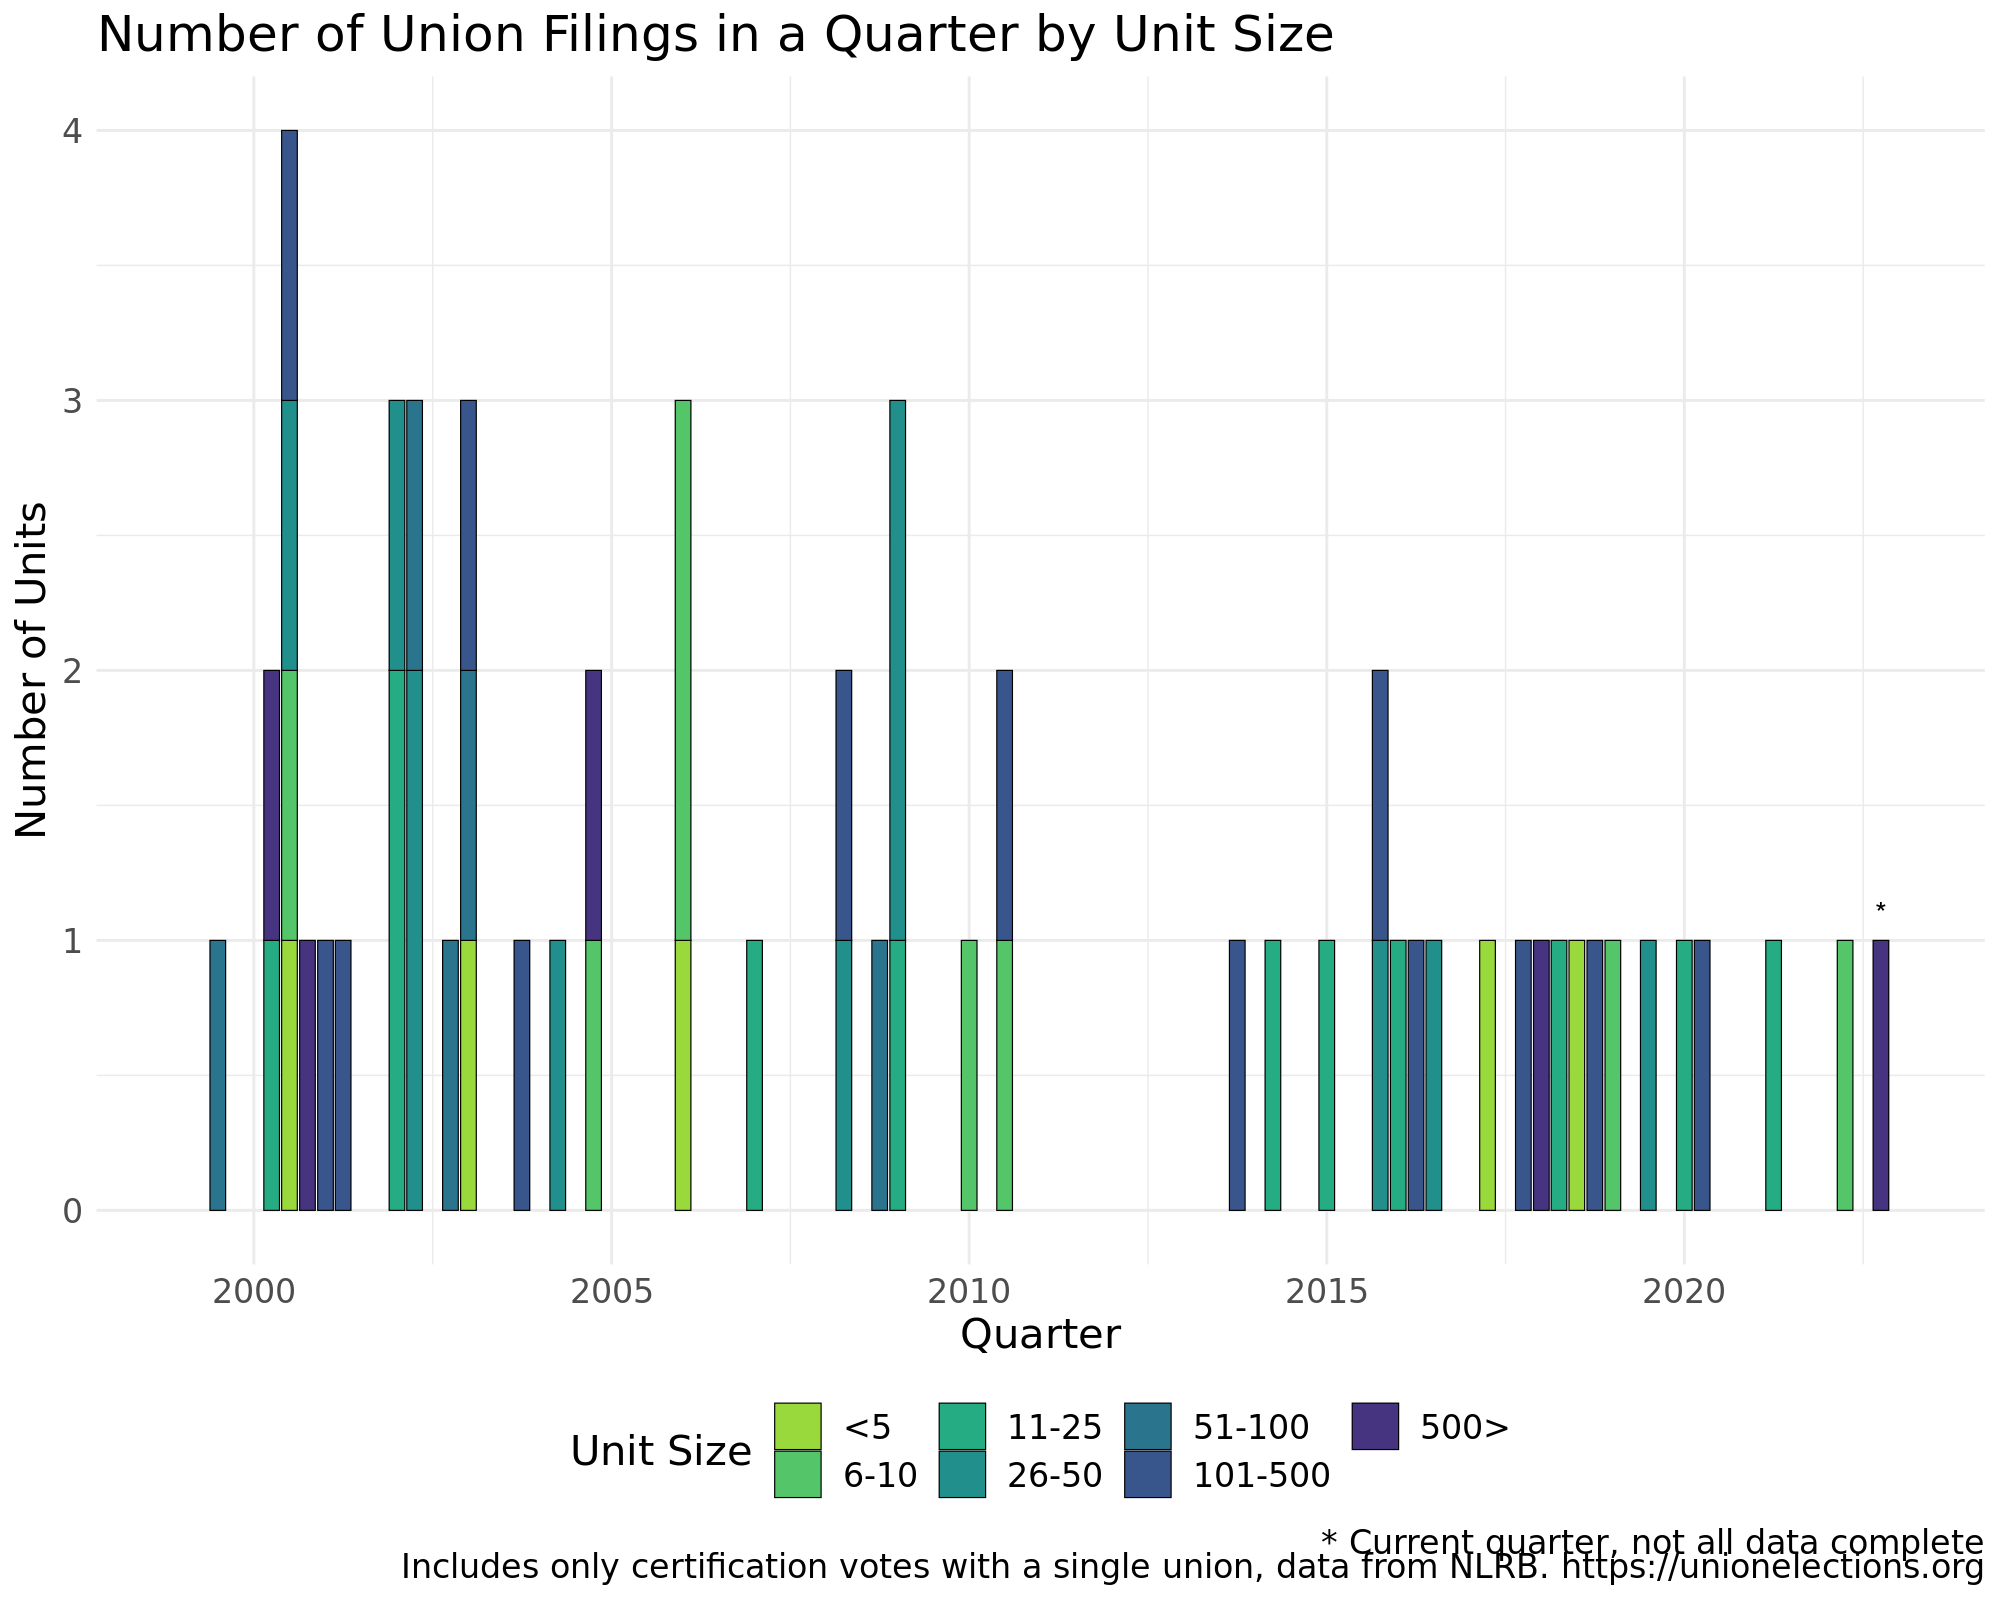 Number of Union Filings in a Quarter by Unit Size
4
3
2
1
0
Number of Units
*
2000 2005 2010 2015 2020
Quarter
Unit Size
<5 11-25 51-100 500>
6-10 26-50 101-500
* Current quarter, not all data complete
Includes only certification votes with a single union, data from NLRB. https://unionelections.org